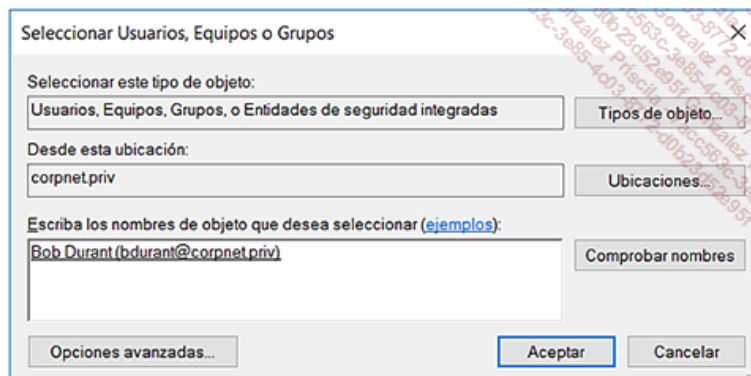 Seleccionar Usuarios, Equipos o Grupos
Seleccionar este tipo de objeto:
Usuarios, Equipos, Grupos, o Entidades de seguridad integradas
Tipos de objeto...
Desde esta ubicación:
corpnet.priv
Ubicaciones...
Escriba los nombres de objeto que desea seleccionar (ejemplos):
Bob Durant (bdurant@corpnet.priv)
Comprobar nombres
Opciones avanzadas...
Aceptar
Cancelar